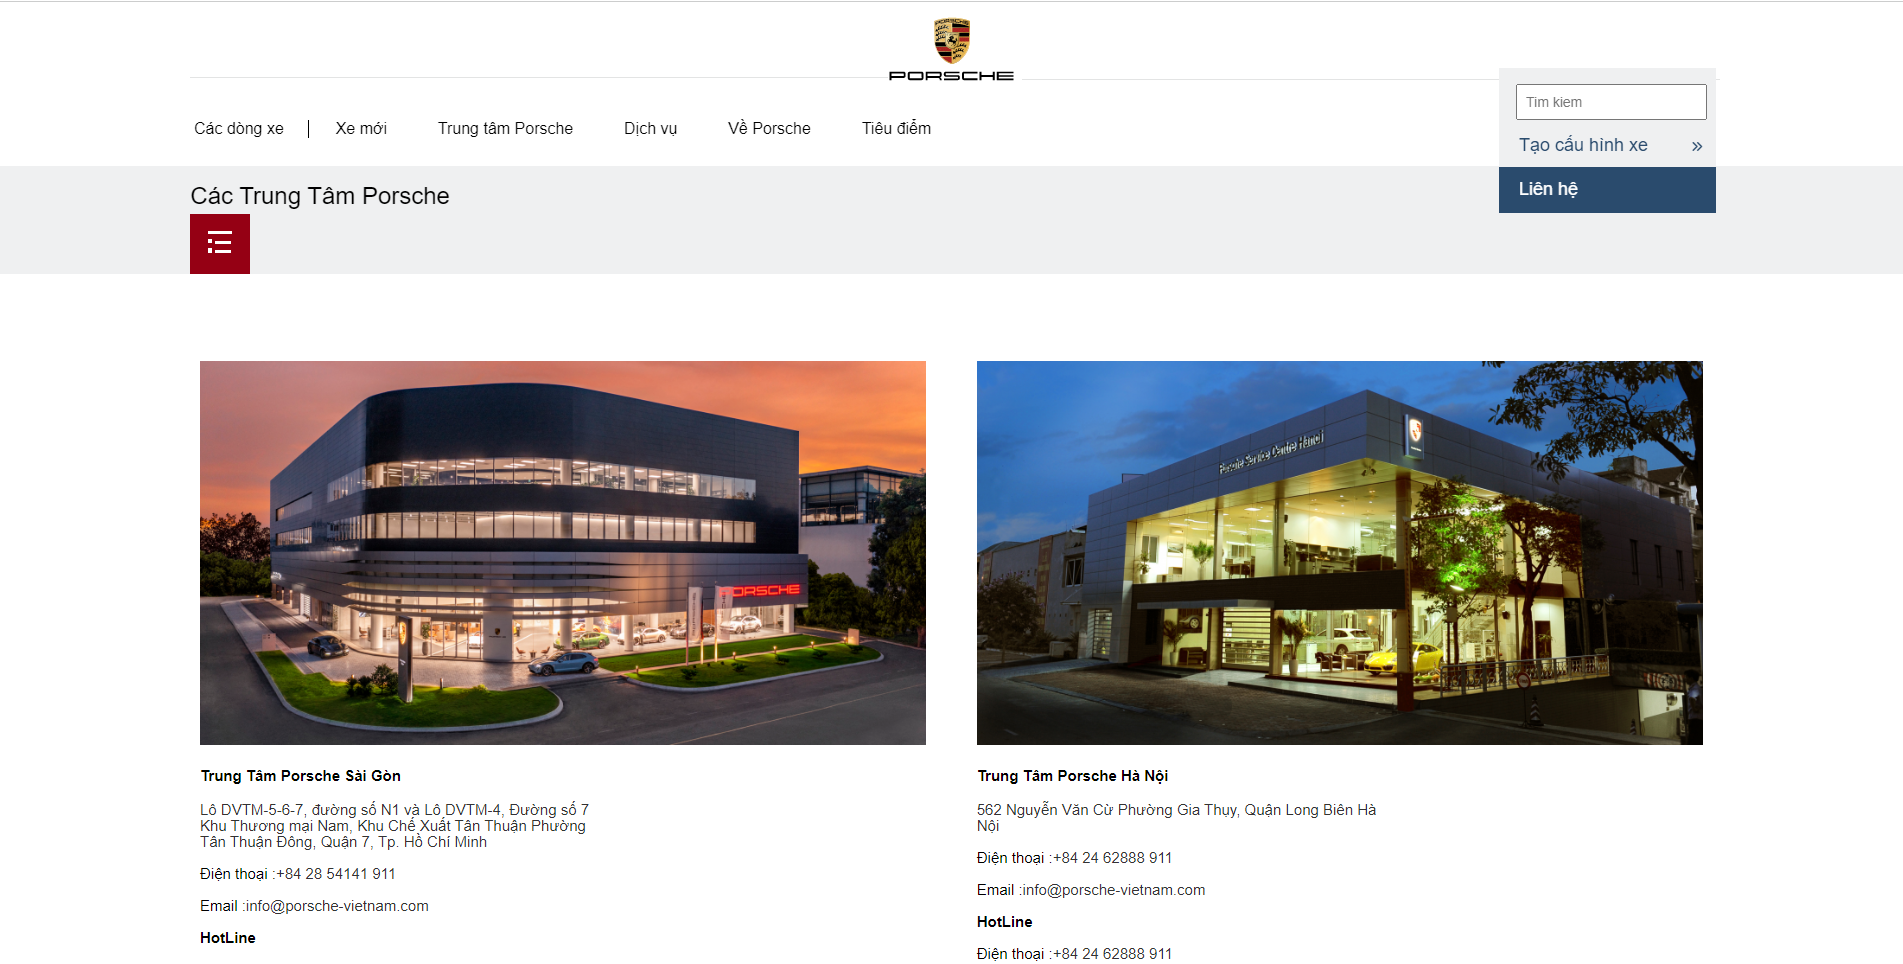 PORSCHE
Tim kiem
Các dòng xe
Xe mới
Trung tâm Porsche
Dịch vụ
Về Porsche
Tiêu điểm
Tạo cấu hình xe »
Liên hệ
Các Trung Tâm Porsche
PORSCHE
Porsche Service Centre Hanoi
Trung Tâm Porsche Sài Gòn
Lô DVTM-5-6-7, đường số N1 và Lô DVTM-4, Đường số 7
Khu Thương mại Nam, Khu Chế Xuất Tân Thuận Phường
Tân Thuận Đông, Quận 7, Tp. Hồ Chí Minh
Điện thoại :+84 28 54141 911
Email :info@porsche-vietnam.com
HotLine
Trung Tâm Porsche Hà Nội
562 Nguyễn Văn Cừ Phường Gia Thụy, Quận Long Biên Hà
Nội
Điện thoại :+84 24 62888 911
Email :info@porsche-vietnam.com
HotLine
Điện thoại :+84 24 62888 911